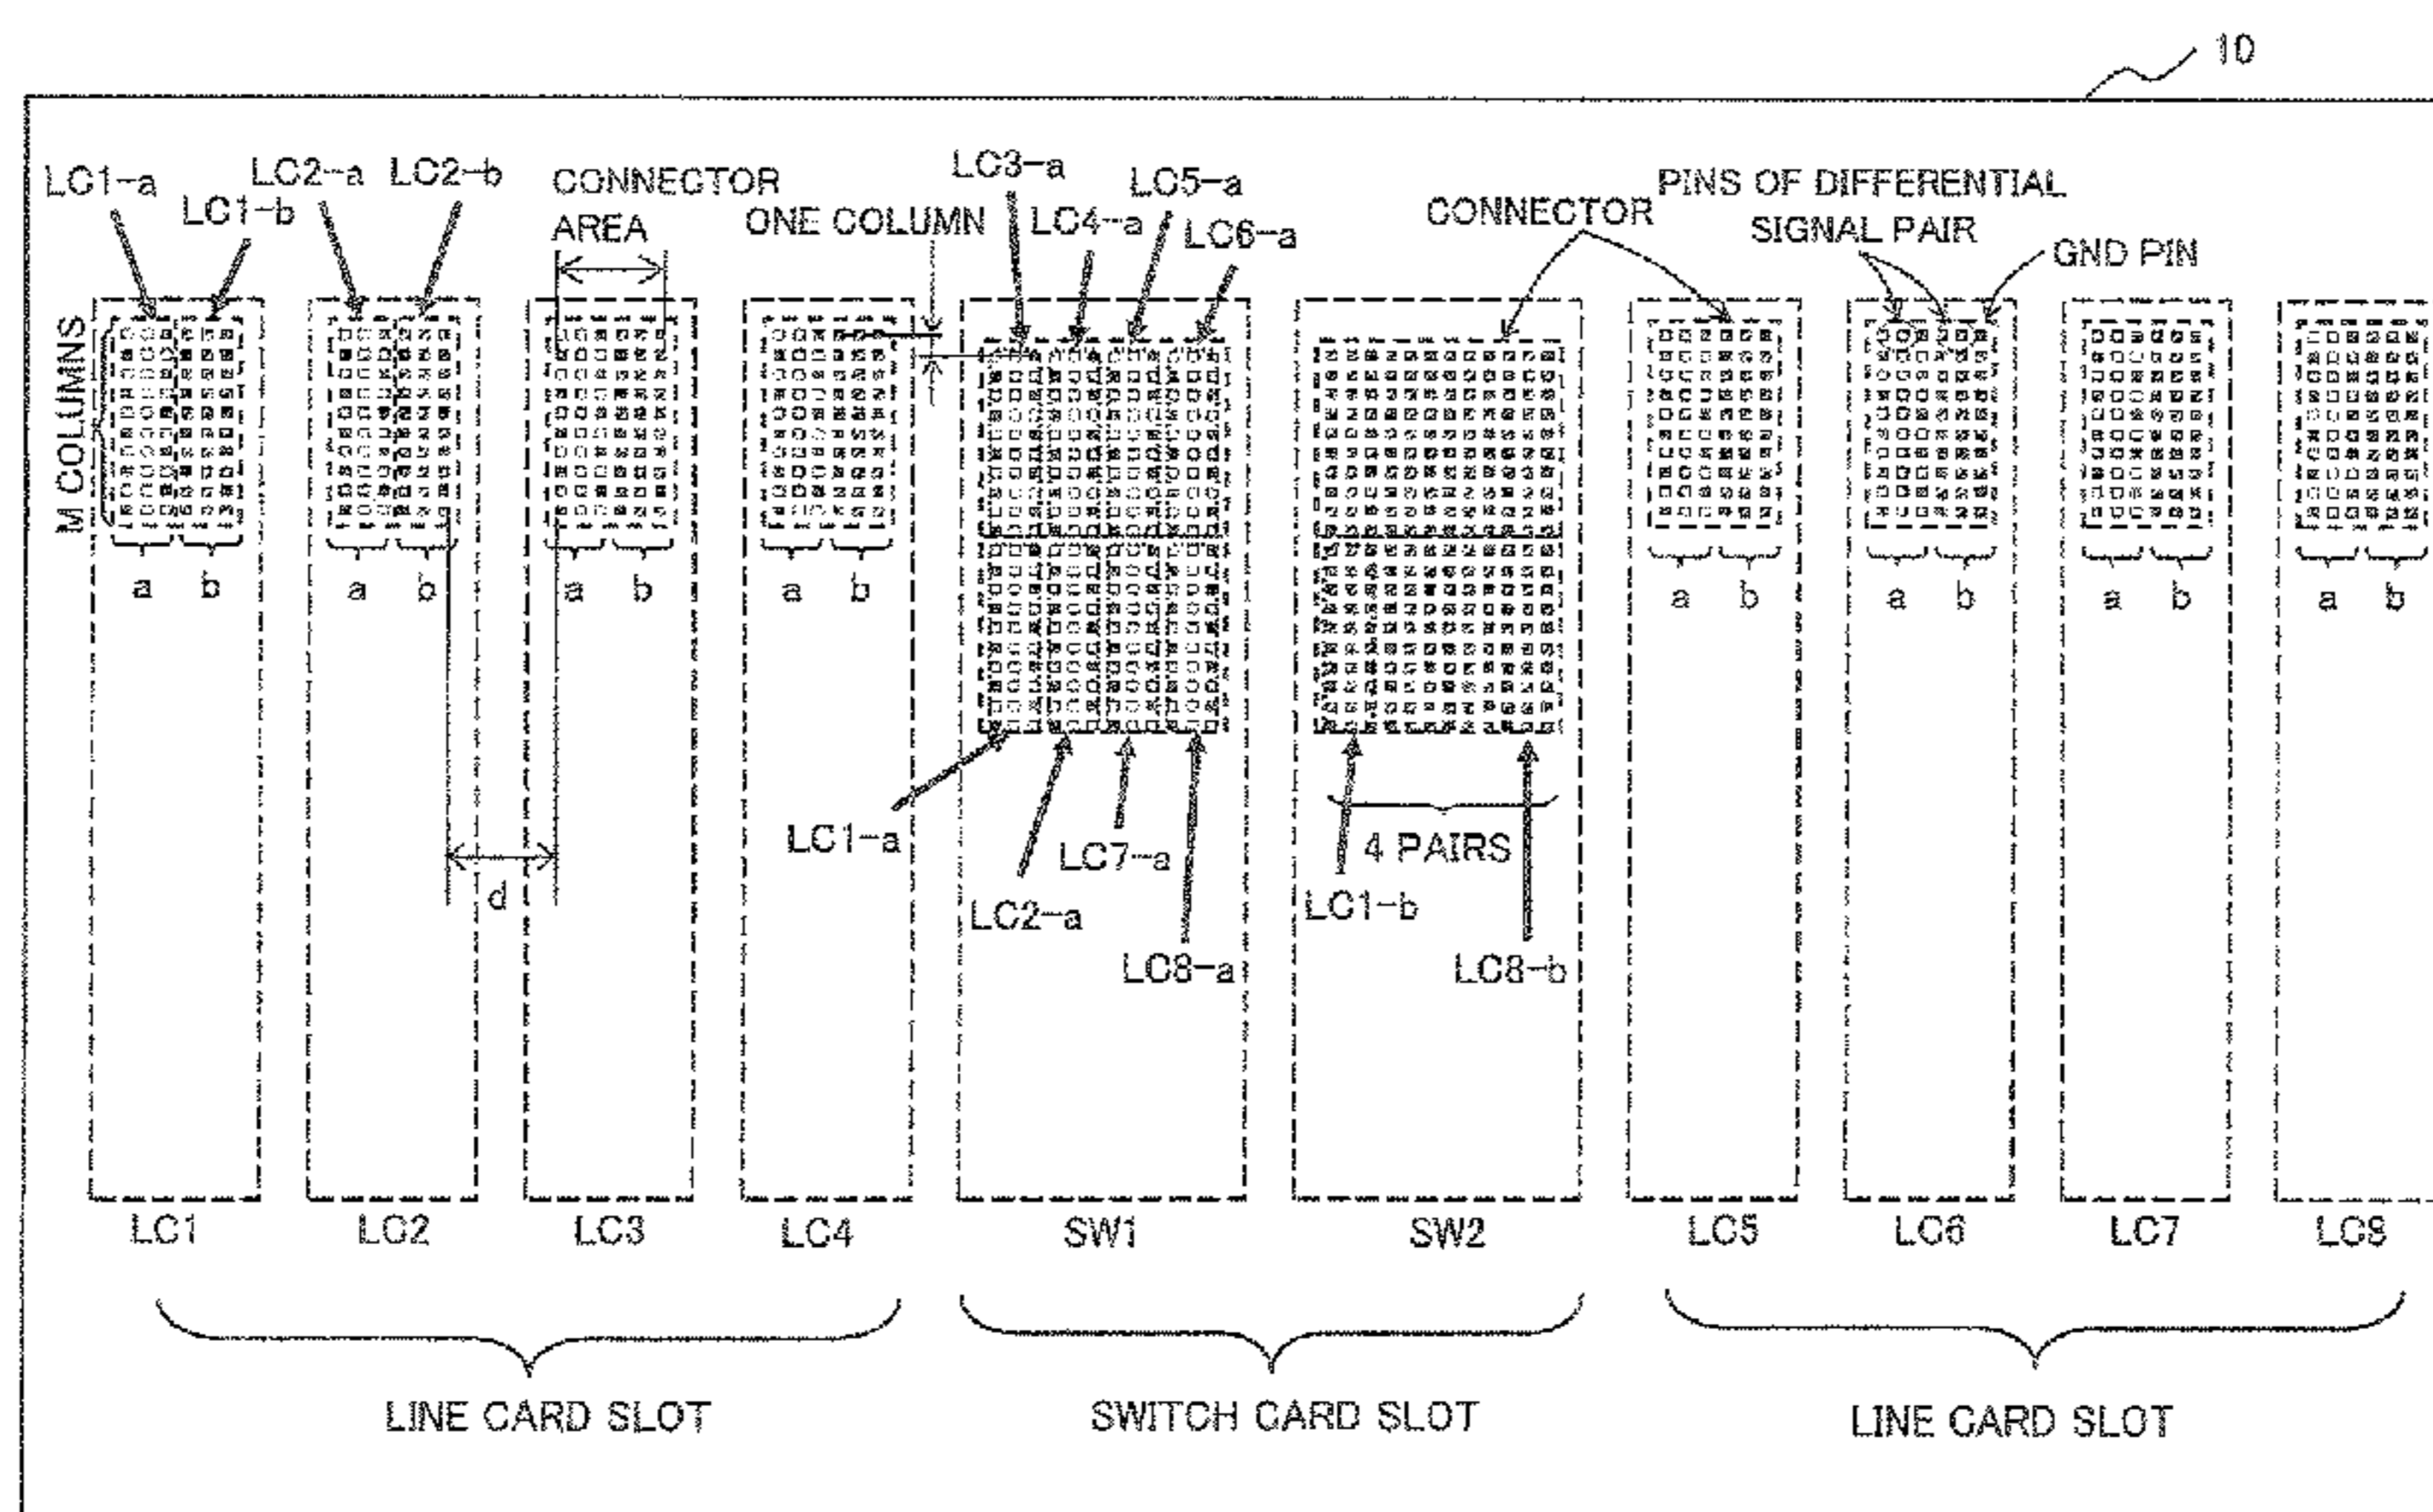 10
LC1-a
LC1-b
LC2-a
LC2-b
CONNECTOR
AREA
ONE COLUMN
LC3-a
LC4-a
LC5-a
LC6-a
CONNECTOR
PINS OF DIFFERENTIAL
SIGNAL PAIR
GND PIN
M COLUMNS
a b
a b
a b
a b
a b
a b
a b
a b
d
LC1-a
LC2-a
LC7-a
LC8-a
4 PAIRS
LC1-b
LC8-b
LC1
LC2
LC3
LC4
SW1
SW2
LC5
LC6
LC7
LC8
LINE CARD SLOT
SWITCH CARD SLOT
LINE CARD SLOT